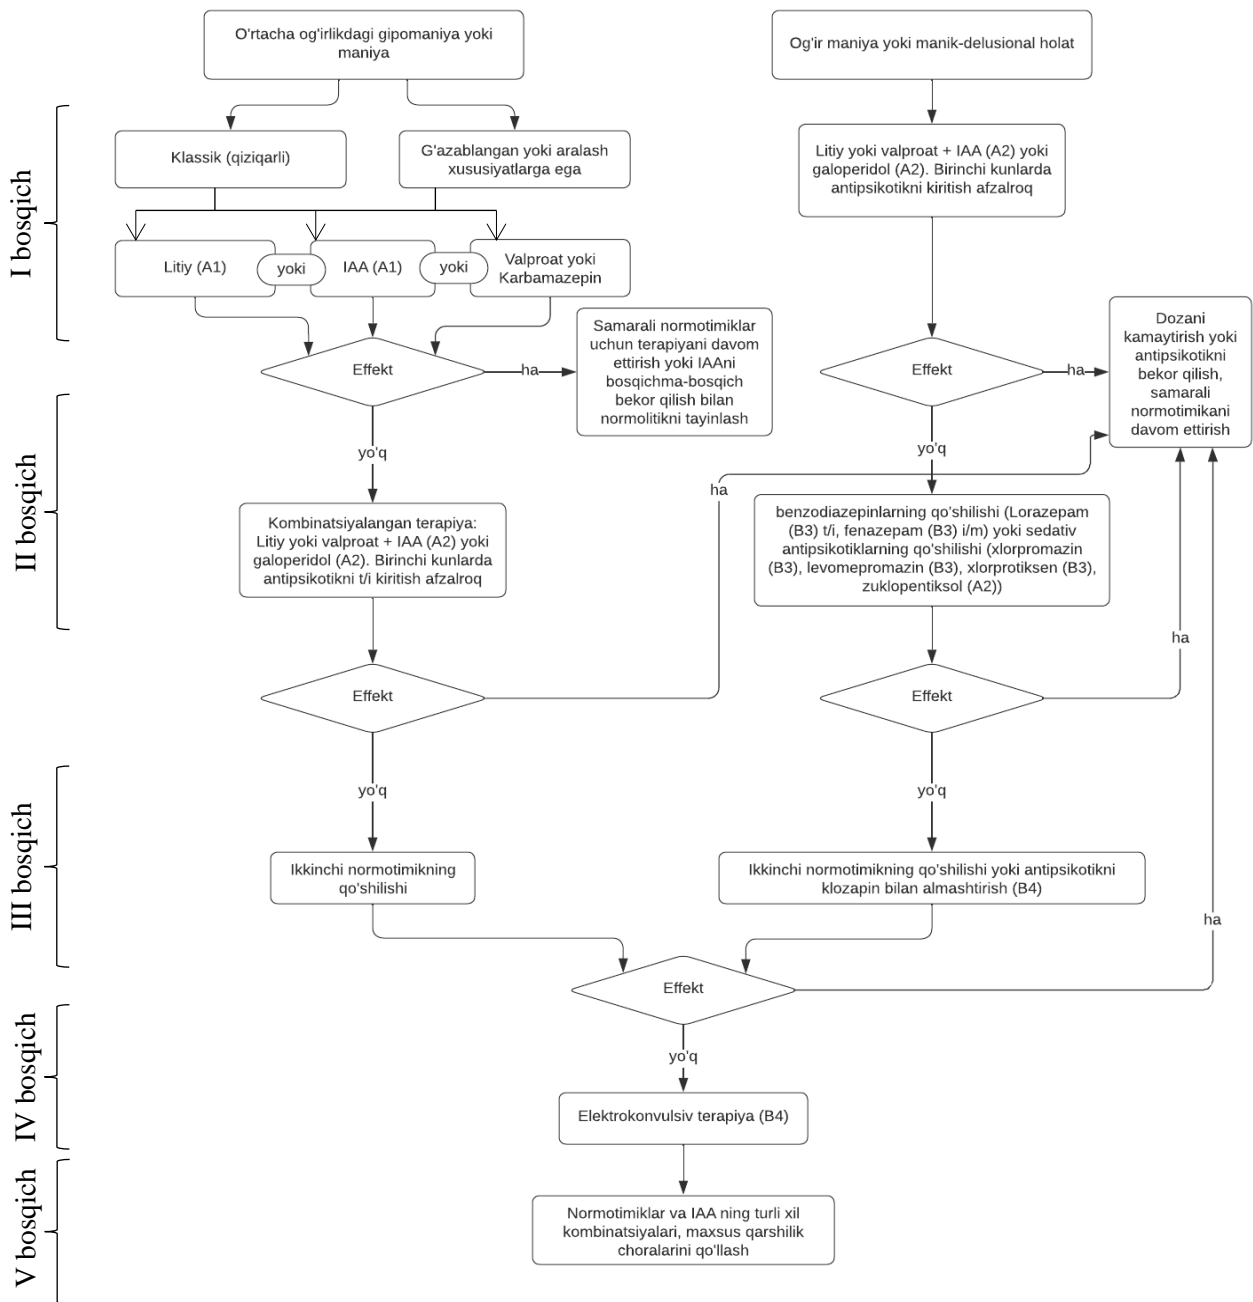 O'rtacha og'irlikdagi gipomaniya yoki
maniya
Og'ir maniya yoki manik-delusional holat
I bosqich
Klassik (qiziqarli)
G'azablangan yoki aralash
xususiyatlarga ega
Litiy yoki valproat + IAA (A2) yoki
galoperidol (A2). Birinchi kunlarda
antipsikotikni kiritish afzalroq
Litiy (A1)
yoki
IAA (A1)
yoki
Valproat yoki
Karbamazepin
Effekt
ha
Samarali normotimiklar
uchun terapiyani davom
ettirish yoki IAAni
bosqichma-bosqich
bekor qilish bilan
normolitikni tayinlash
Effekt
ha
Dozani
kamaytirish yoki
antipsikotikni
bekor qilish,
samarali
normotimikani
davom ettirish
II bosqich
yo'q
yo'q
ha
Kombinatsiyalangan terapiya:
Litiy yoki valproat + IAA (A2) yoki
galoperidol (A2). Birinchi kunlarda
antipsikotikni t/i kiritish afzalroq
benzodiazepinlarning qo'shilishi (Lorazepam
(B3) t/i, fenazepam (B3) i/m) yoki sedativ
antipsikotiklarning qo'shilishi (xlorpromazin
(B3), levomepromazin (B3), xlorprotiksen (B3),
zuklopentiksol (A2))
ha
Effekt
Effekt
III bosqich
yo'q
yo'q
Ikkinchi normotimikning
qo'shilishi
Ikkinchi normotimikning qo'shilishi yoki antipsikotikni
klozapin bilan almashtirish (B4)
ha
Effekt
IV bosqich
yo'q
Elektrokonvulsiv terapiya (B4)
V bosqich
Normotimiklar va IAA ning turli xil
kombinatsiyalari, maxsus qarshilik
choralarini qo'llash